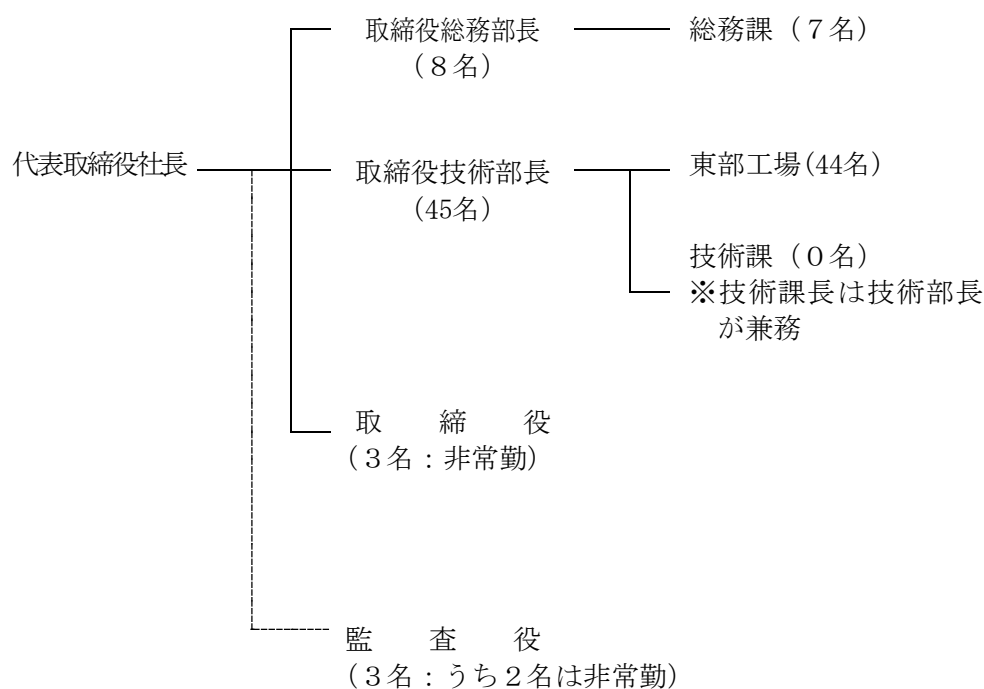 取締役総務部長
(8名)
総務課(7名)
代表取締役社長
取締役技術部長
(45名)
東部工場(44名)
技術課(0名)
※技術課長は技術部長
が兼務
取 締 役
(3名:非常勤)
監 査 役
(3名:うち2名は非常勤)